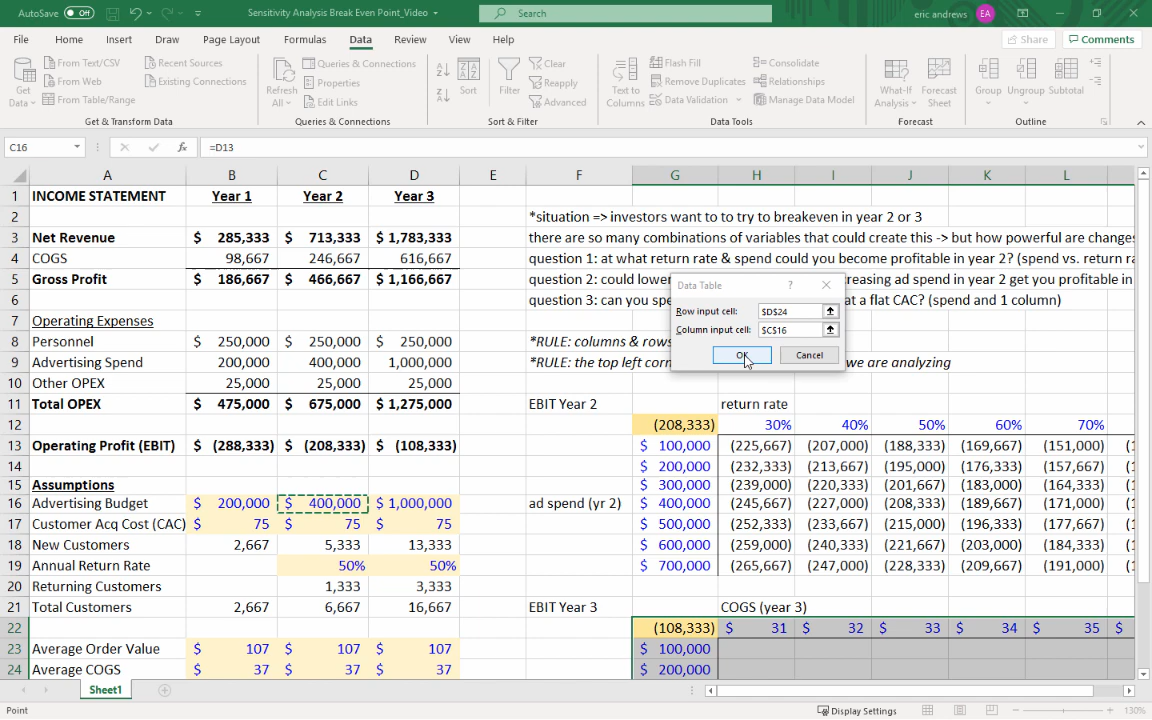 AutoSave Off Sensitivity Analysis Break Even Point_Video Search eric andrews EA
File Home Insert Draw Page Layout Formulas Data Review View Help Share Comments
Get Data From Text/CSV From Web From Table/Range Recent Sources Existing Connections
Refresh All Queries & Connections Properties Edit Links
Sort Filter Clear Reapply Advanced
Text to Columns Flash Fill Remove Duplicates Data Validation Consolidate Relationships Manage Data Model
What-If Analysis Forecast Sheet Group Ungroup Subtotal
Get & Transform Data Queries & Connections Sort & Filter Data Tools Forecast Outline
C16 fx =D13
A B C D E F G H I J K L
1 INCOME STATEMENT Year 1 Year 2 Year 3
2 *situation => investors want to to try to breakeven in year 2 or 3
3 Net Revenue $ 285,333 $ 713,333 $ 1,783,333 there are so many combinations of variables that could create this -> but how powerful are changes
4 COGS 98,667 246,667 616,667 question 1: at what return rate & spend could you become profitable in year 2? (spend vs. return ra
5 Gross Profit $ 186,667 $ 466,667 $ 1,166,667 question 2: could lower creasing ad spend in year 2 get you profitable in
6 question 3: can you spe at a flat CAC? (spend and 1 column)
7 Operating Expenses
8 Personnel $ 250,000 $ 250,000 $ 250,000 *RULE: columns & rows
9 Advertising Spend 200,000 400,000 1,000,000 *RULE: the top left corn we are analyzing
10 Other OPEX 25,000 25,000 25,000
11 Total OPEX $ 475,000 $ 675,000 $ 1,275,000 EBIT Year 2 return rate
12 (208,333) 30% 40% 50% 60% 70%
13 Operating Profit (EBIT) $ (288,333) $ (208,333) $ (108,333) $ 100,000 (225,667) (207,000) (188,333) (169,667) (151,000) (1
14 $ 200,000 (232,333) (213,667) (195,000) (176,333) (157,667) (1
15 Assumptions $ 300,000 (239,000) (220,333) (201,667) (183,000) (164,333) (1
16 Advertising Budget $ 200,000 $ 400,000 $ 1,000,000 ad spend (yr 2) $ 400,000 (245,667) (227,000) (208,333) (189,667) (171,000) (1
17 Customer Acq Cost (CAC) $ 75 $ 75 $ 75 $ 500,000 (252,333) (233,667) (215,000) (196,333) (177,667) (1
18 New Customers 2,667 5,333 13,333 $ 600,000 (259,000) (240,333) (221,667) (203,000) (184,333) (1
19 Annual Return Rate 50% 50% $ 700,000 (265,667) (247,000) (228,333) (209,667) (191,000) (1
20 Returning Customers 1,333 3,333
21 Total Customers 2,667 6,667 16,667 EBIT Year 3 COGS (year 3)
22 (108,333) $ 31 $ 32 $ 33 $ 34 $ 35 $
23 Average Order Value $ 107 $ 107 $ 107 $ 100,000
24 Average COGS $ 37 $ 37 $ 37 $ 200,000
Data Table ?
Row input cell: $D$24
Column input cell: $C$16
OK Cancel
Sheet1
Point Display Settings 130%